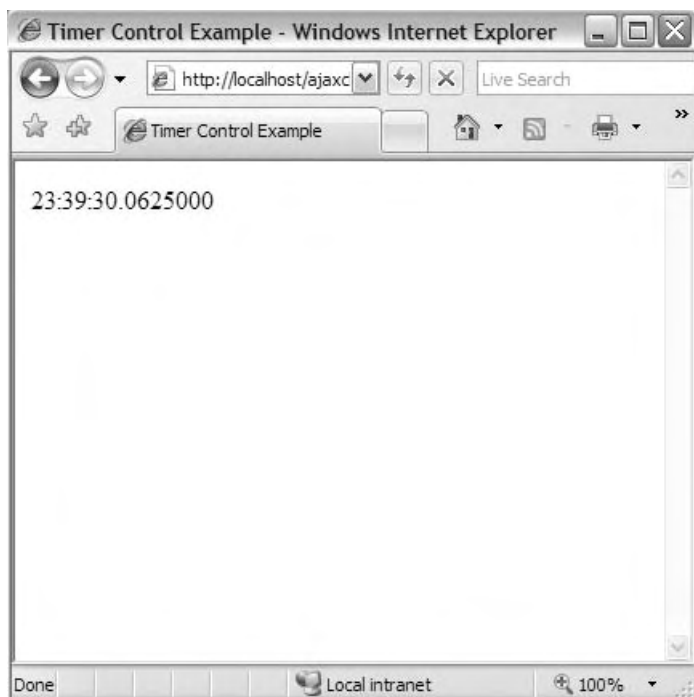 Timer Control Example - Windows Internet Explorer
http://localhost/ajaxc
Live Search
Timer Control Example
»
23:39:30.0625000
Done
Local intranet
100%